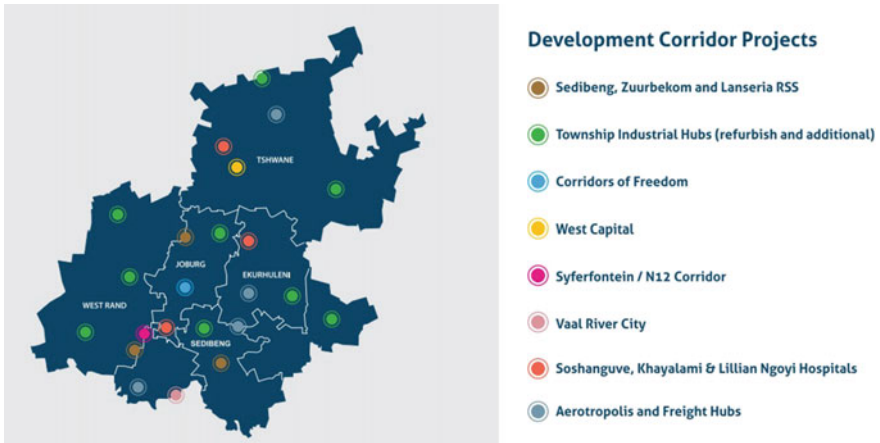 Development Corridor Projects
Sedibeng, Zuurbekom and Lanseria RSS
Township Industrial Hubs (refurbish and additional)
Corridors of Freedom
West Capital
Syferfontein / N12 Corridor
Vaal River City
Soshanguve, Khayalami & Lillian Ngoyi Hospitals
Aerotropolis and Freight Hubs
TSHWANE
JOBURG
EKURHULENI
WEST RAND
SEDIBENG